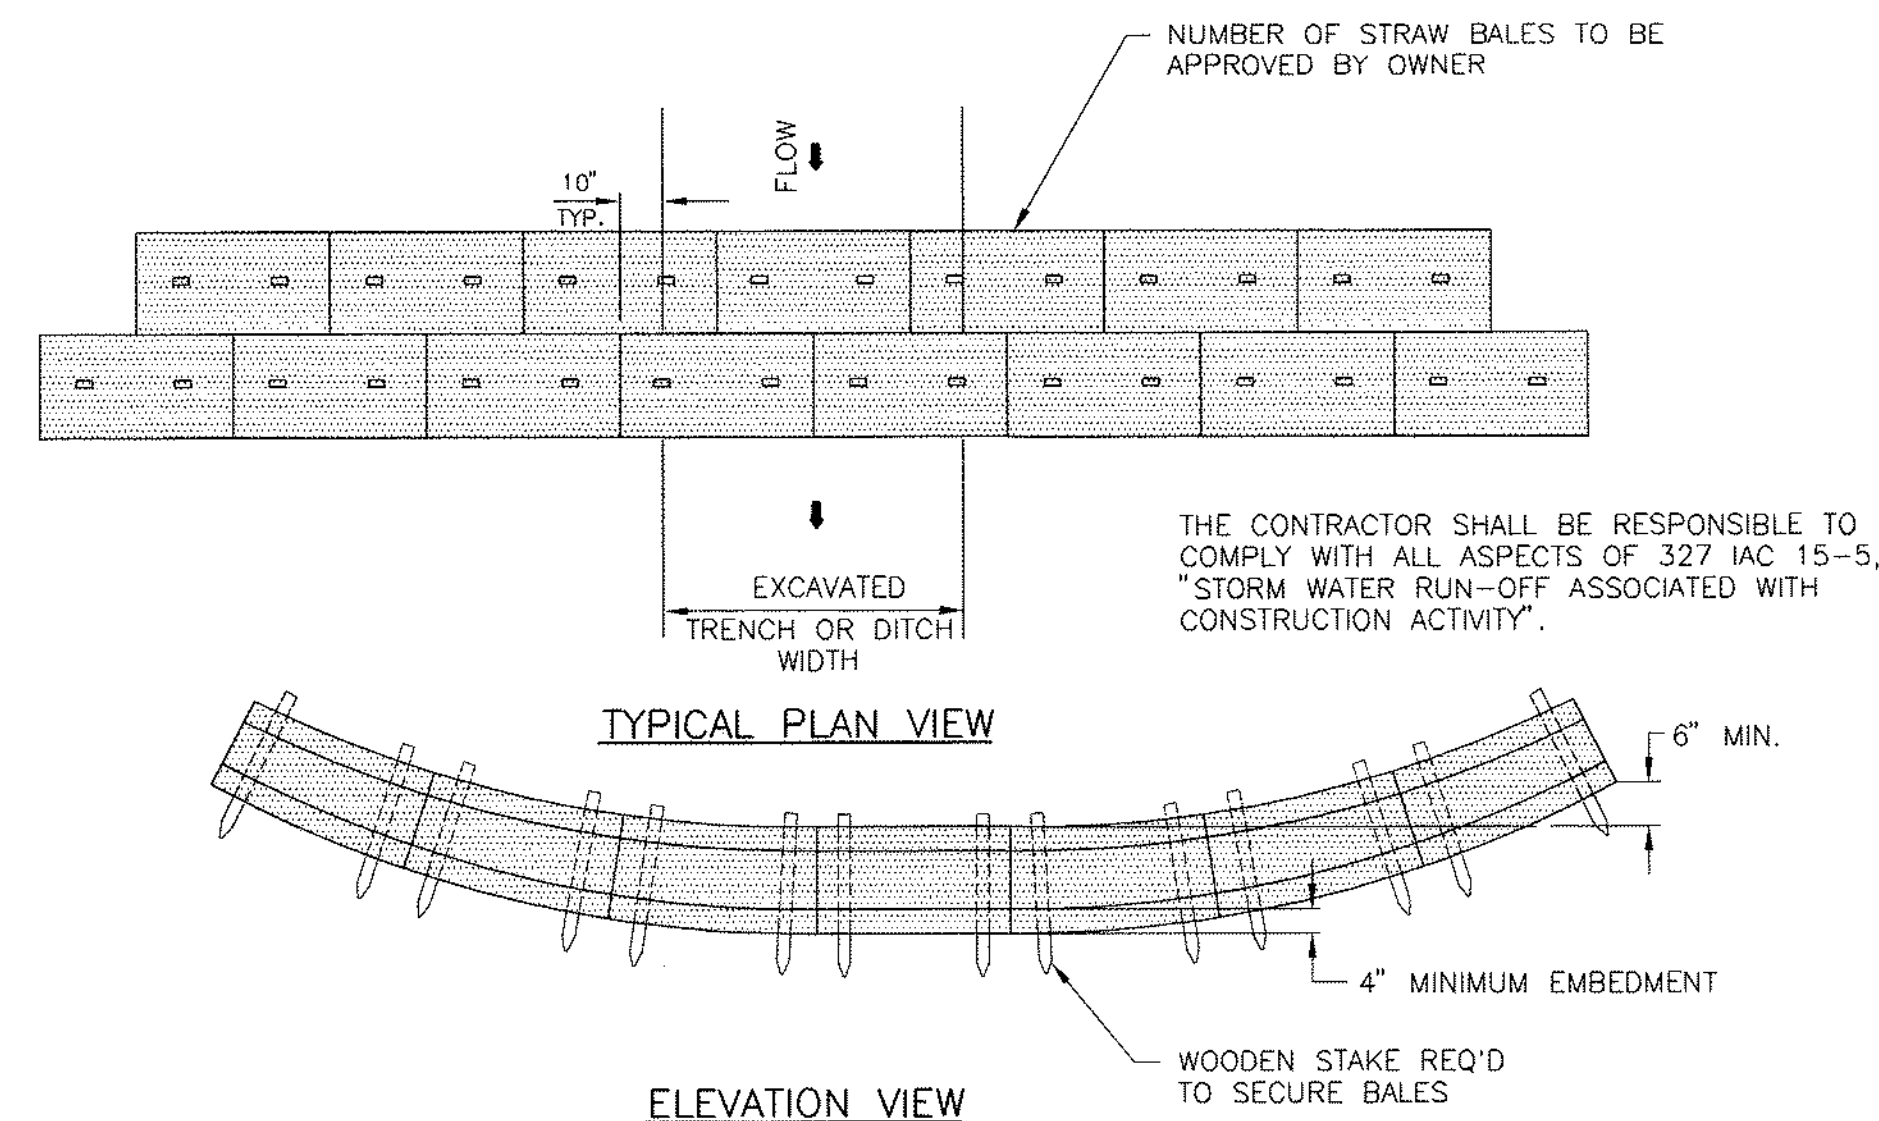 NUMBER OF STRAW BALES TO BE
APPROVED BY OWNER
FLOW
10"
TYP.
THE CONTRACTOR SHALL BE RESPONSIBLE TO
COMPLY WITH ALL ASPECTS OF 327 IAC 15-5,
"STORM WATER RUN-OFF ASSOCIATED WITH
CONSTRUCTION ACTIVITY".
EXCAVATED
TRENCH OR DITCH
WIDTH
TYPICAL PLAN VIEW
6" MIN.
4" MINIMUM EMBEDMENT
WOODEN STAKE REQ'D
TO SECURE BALES
ELEVATION VIEW